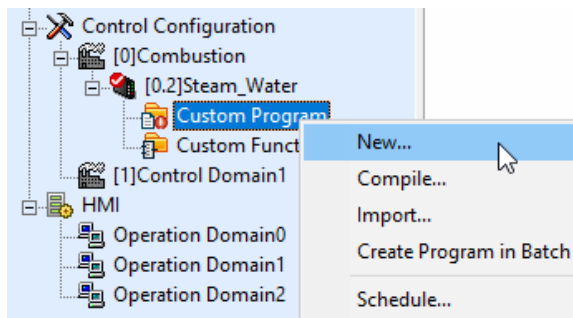 Control Configuration
[0]Combustion
[0.2]Steam_Water
Custom Program
Custom Funct
[1]Control Domain1
HMI
Operation Domain0
Operation Domain1
Operation Domain2
New...
Compile...
Import...
Create Program in Batch
Schedule...